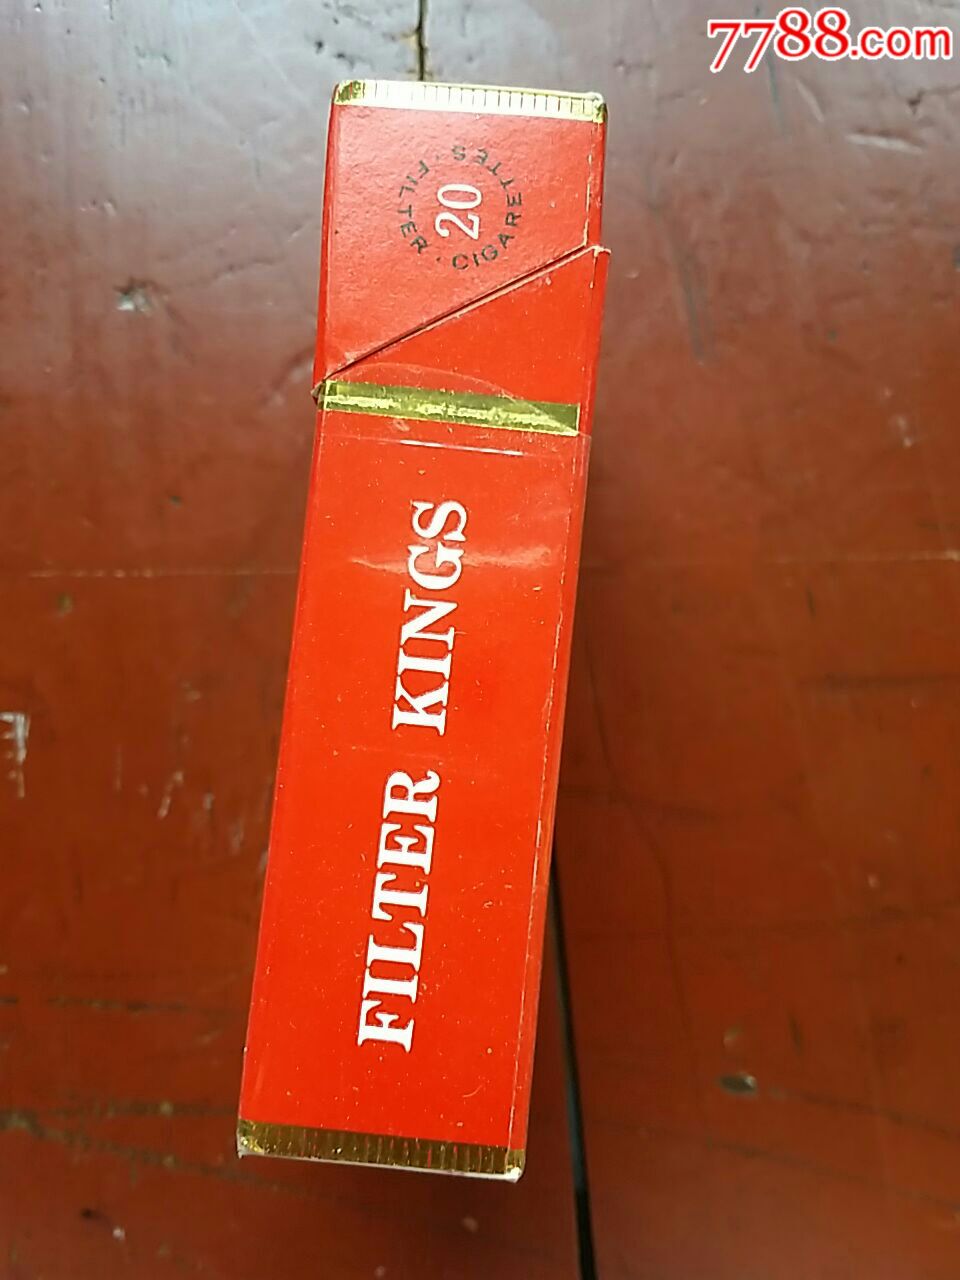 7788.com
FILTER · CIGARETTES ·
20
FILTER KINGS